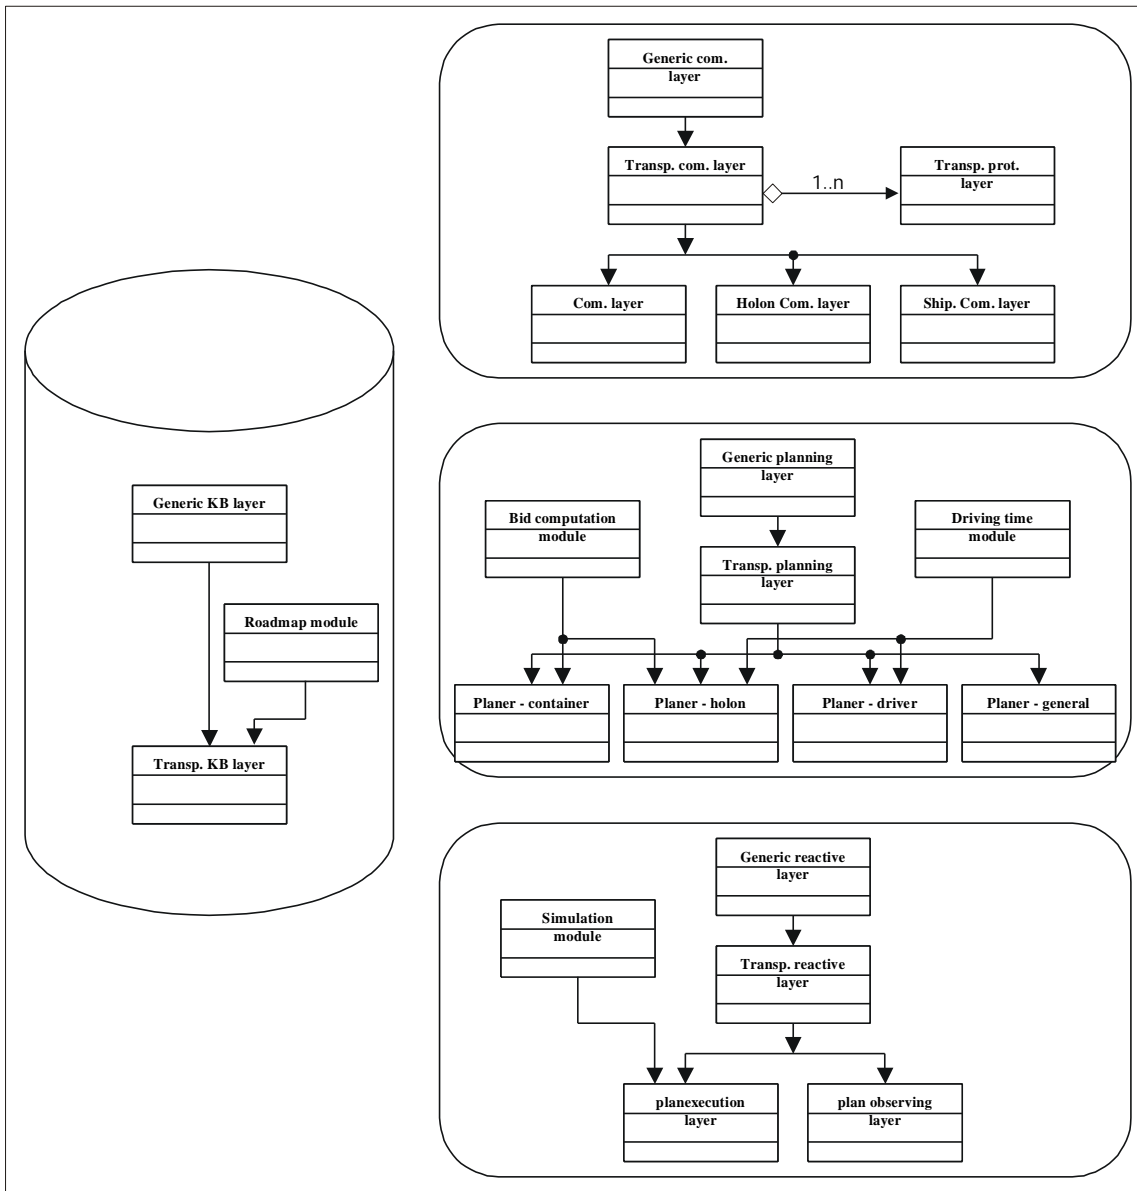 Generic com.
layer
Transp. com. layer
1..n
Transp. prot.
layer
Com. layer
Holon Com. layer
Ship. Com. layer
Generic KB layer
Roadmap module
Transp. KB layer
Generic planning
layer
Bid computation
module
Driving time
module
Transp. planning
layer
Planer - container
Planer - holon
Planer - driver
Planer - general
Generic reactive
layer
Simulation
module
Transp. reactive
layer
planexecution
layer
plan observing
layer